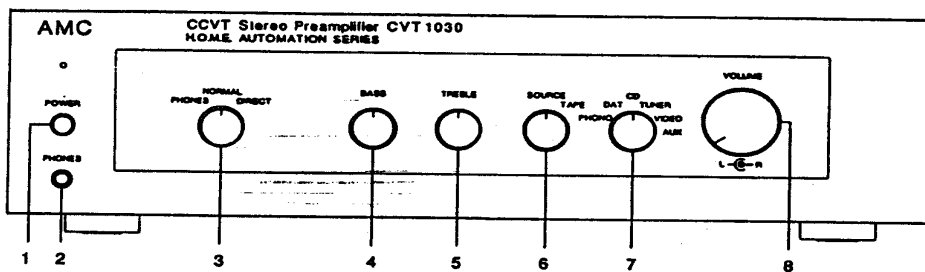 AMC
CCVT Stereo Preamplifier CVT 1030
H.O.M.E. AUTOMATION SERIES
POWER
PHONES
PHONES NORMAL DIRECT
BASS
TREBLE
SOURCE TAPE
PHONO DAT CD TUNER VIDEO AUX
VOLUME
L R
1 2 3 4 5 6 7 8